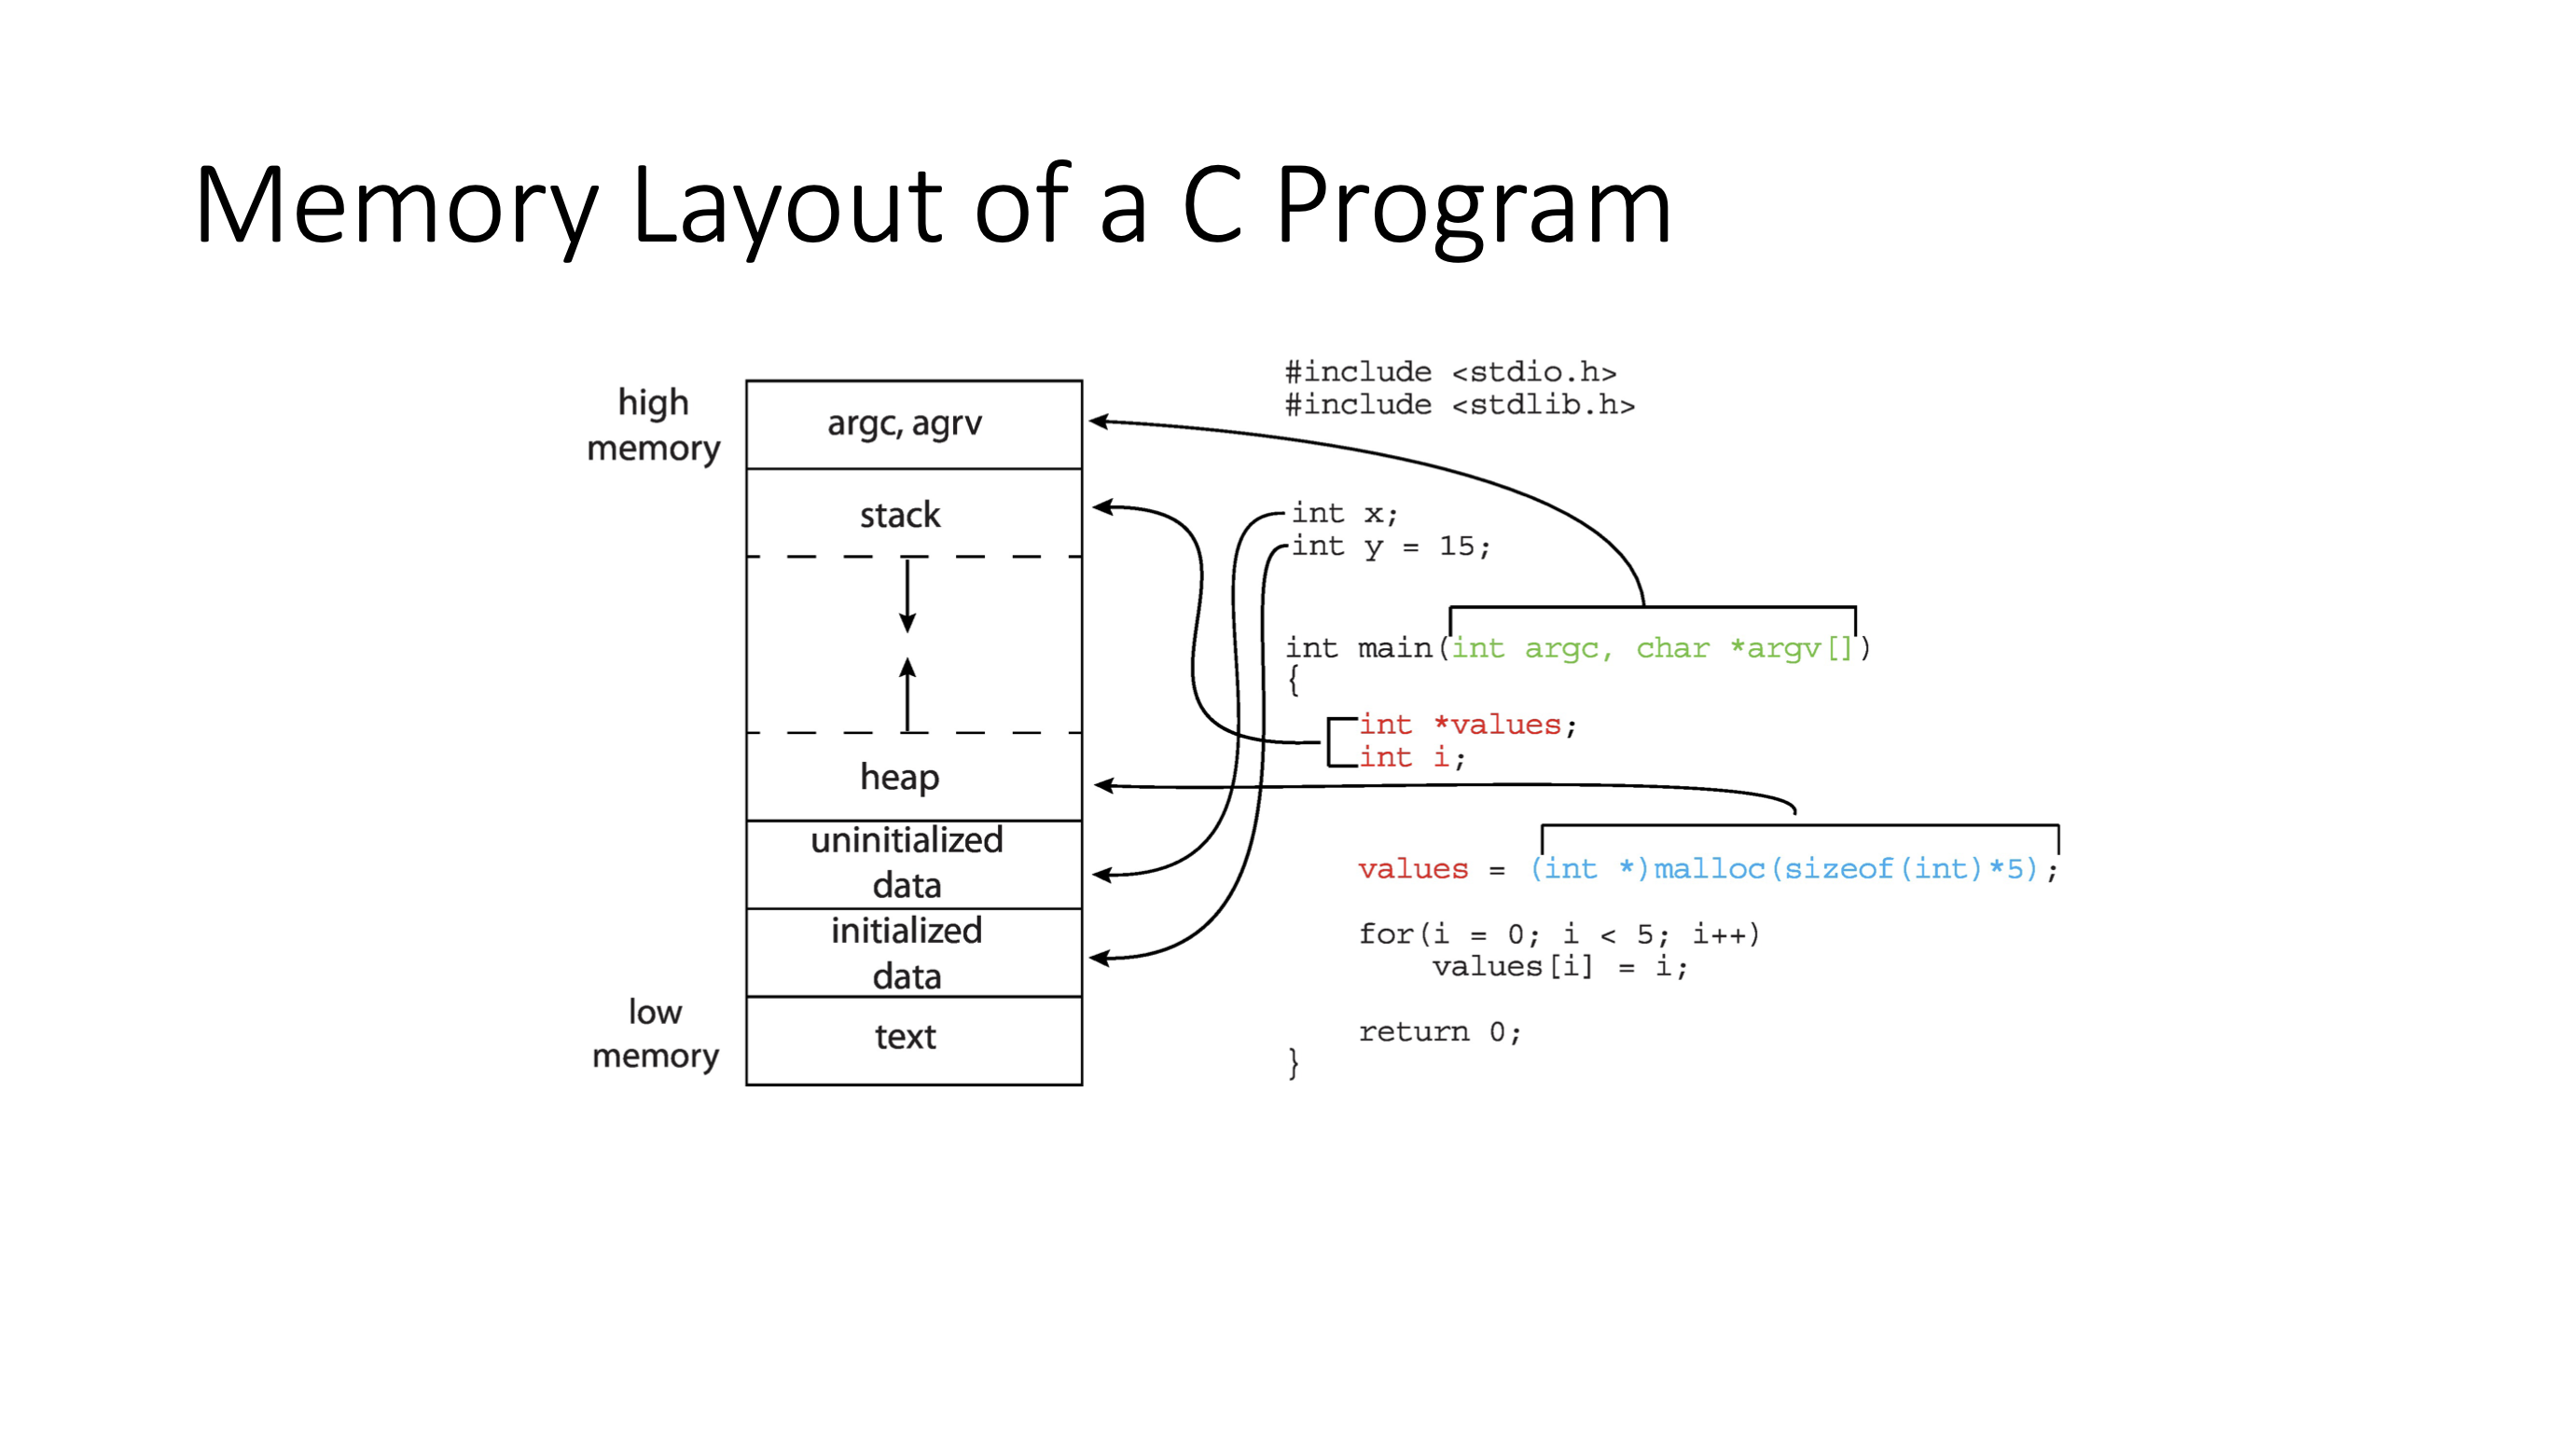 Memory Layout of a C Program
high
memory
argc, agrv
stack
heap
uninitialized
data
initialized
data
low
memory
text
#include <stdio.h>
#include <stdlib.h>
int x;
int y = 15;
int main(int argc, char *argv[])
{
int *values;
int i;
values = (int *)malloc(sizeof(int)*5);
for(i = 0; i < 5; i++)
values[i] = i;
return 0;
}